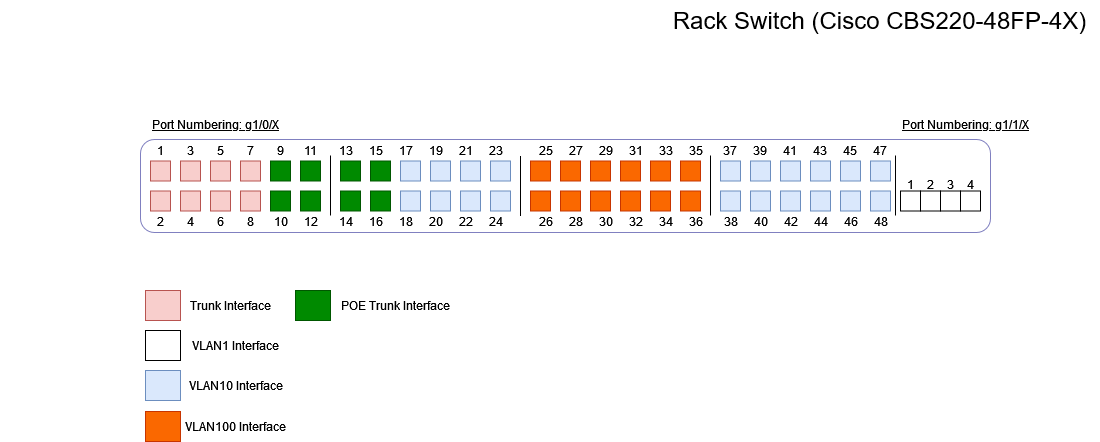 Rack Switch (Cisco CBS220-48FP-4X)
Port Numbering: g1/0/X
Port Numbering: g1/1/X
1 3 5 7 9 11 13 15 17 19 21 23 25 27 29 31 33 35 37 39 41 43 45 47
1 2 3 4
2 4 6 8 10 12 14 16 18 20 22 24 26 28 30 32 34 36 38 40 42 44 46 48
Trunk Interface
POE Trunk Interface
VLAN1 Interface
VLAN10 Interface
VLAN100 Interface